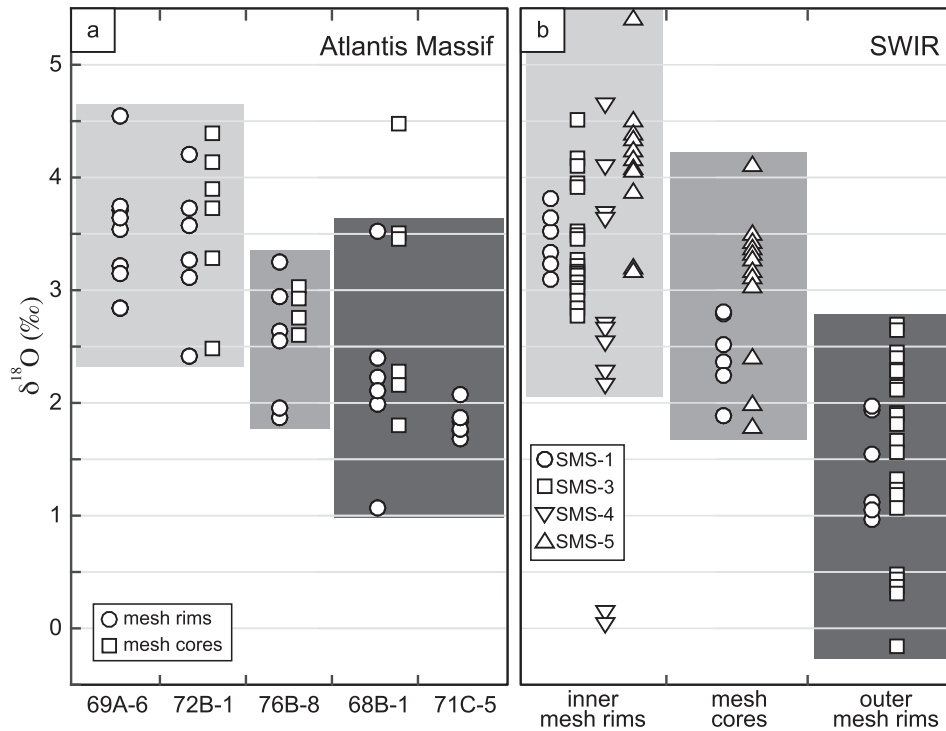 a
Atlantis Massif
b
SWIR
δ18O (‰)
5
4
3
2
1
0
mesh rims
mesh cores
SMS-1
SMS-3
SMS-4
SMS-5
69A-6 72B-1 76B-8 68B-1 71C-5
inner
mesh rims
mesh
cores
outer
mesh rims